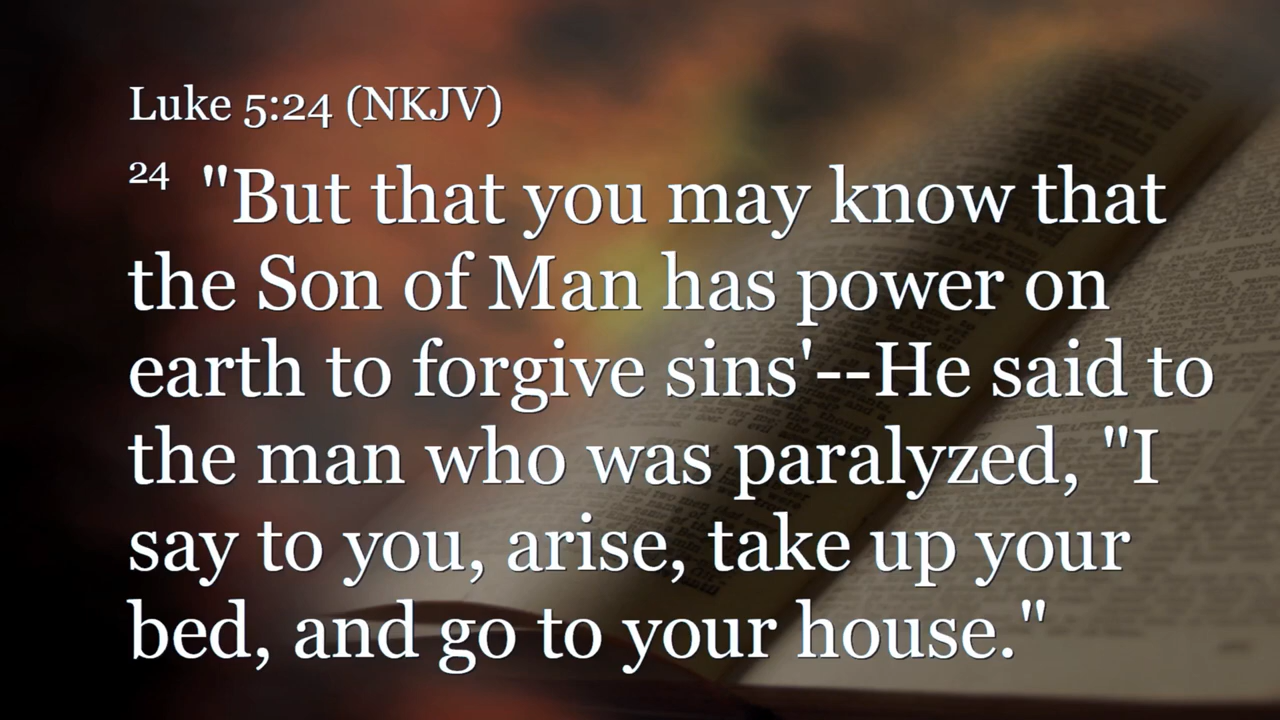 Luke 5:24 (NKJV)
24 "But that you may know that
the Son of Man has power on
earth to forgive sins'--He said to
the man who was paralyzed, "I
say to you, arise, take up your
bed, and go to your house."